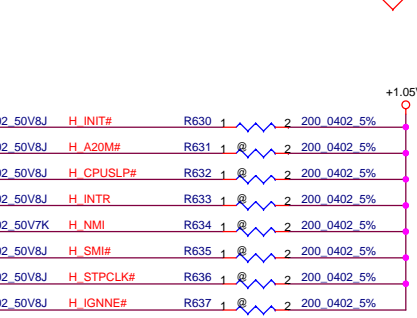 +1.05
02_50V8J H_INIT# R630 1 2 200_0402_5%
02_50V8J H_A20M# R631 1 @ 2 200_0402_5%
02_50V8J H_CPUSLP# R632 1 @ 2 200_0402_5%
02_50V8J H_INTR R633 1 @ 2 200_0402_5%
02_50V7K H_NMI R634 1 @ 2 200_0402_5%
02_50V8J H_SMI# R635 1 @ 2 200_0402_5%
02_50V8J H_STPCLK# R636 1 @ 2 200_0402_5%
02_50V8J H_IGNNE# R637 1 @ 2 200_0402_5%